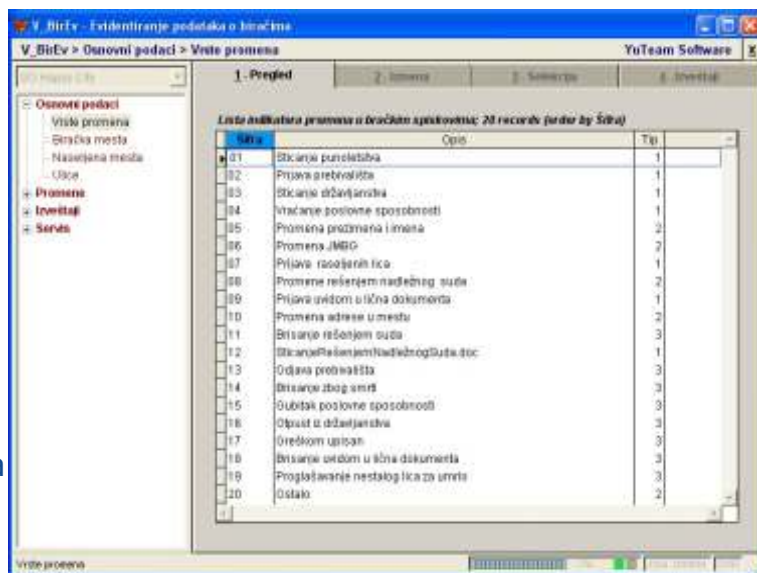 V_BirEv - Evidentiranje podataka o biračima
V_BirEv > Osnovni podaci > Vrste promena YuTeam Software X
1. Pregled 2. Izmena 3. Selekcija 4. Izveštaji
Osnovni podaci
Vrste promena
Biračka mesta
Naseljena mesta
Ulice
Promene
Izveštaji
Servis
Lista indikatora promena u biračkim spiskovima; 20 records (order by Šifra)
Šifra Opis Tip
01 Sticanje punoletstva 1
02 Prijava prebivališta 1
03 Sticanje državljanstva 1
04 Vraćanje poslovne sposobnosti 1
05 Promena prezimena i imena 2
06 Promena JMBG 2
07 Prijava raseljenih lica 1
08 Promene rešenjem nadležnog suda 2
09 Prijava uvidom u lična dokumenta 1
10 Promena adrese u mestu 2
11 Brisanje rešenjem suda 3
12 SticanjeRešenjemNadležnogSuda.doc 1
13 Odjava prebivališta 3
14 Brisanje zbog smrti 3
15 Gubitak poslovne sposobnosti 3
16 Otpust iz državljanstva 3
17 Greškom upisan 3
18 Brisanje uvidom u lična dokumenta 3
19 Proglašavanje nestalog lica za umrlo 3
20 Ostalo 2
Vrste promena